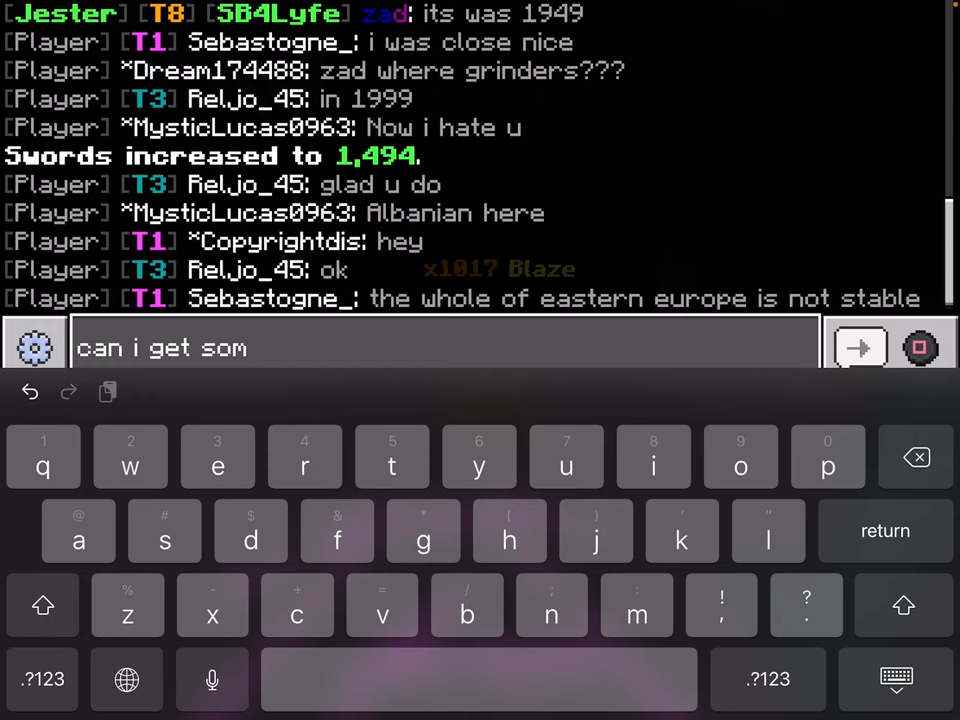 [Jester] [T8] [SB4Lyfe] zad: its was 1949
[Player] [T1] Sebastogne_: i was close nice
[Player] *Dream174488: zad where grinders???
[Player] [T3] Reljo_45: in 1999
[Player] *MysticLucas0963: Now i hate u
Swords increased to 1,494.
[Player] [T3] Reljo_45: glad u do
[Player] *MysticLucas0963: Albanian here
[Player] [T1] *Copyrightdis: hey
[Player] [T3] Reljo_45: ok
x1017 Blaze
[Player] [T1] Sebastogne_: the whole of eastern europe is not stable
can i get som
1 2 3 4 5 6 7 8 9 0
q w e r t y u i o p
@ # $ & * ( ) ' "
a s d f g h j k l return
% - + = / ; : ! ?
z x c v b n m , .
.?123 .?123